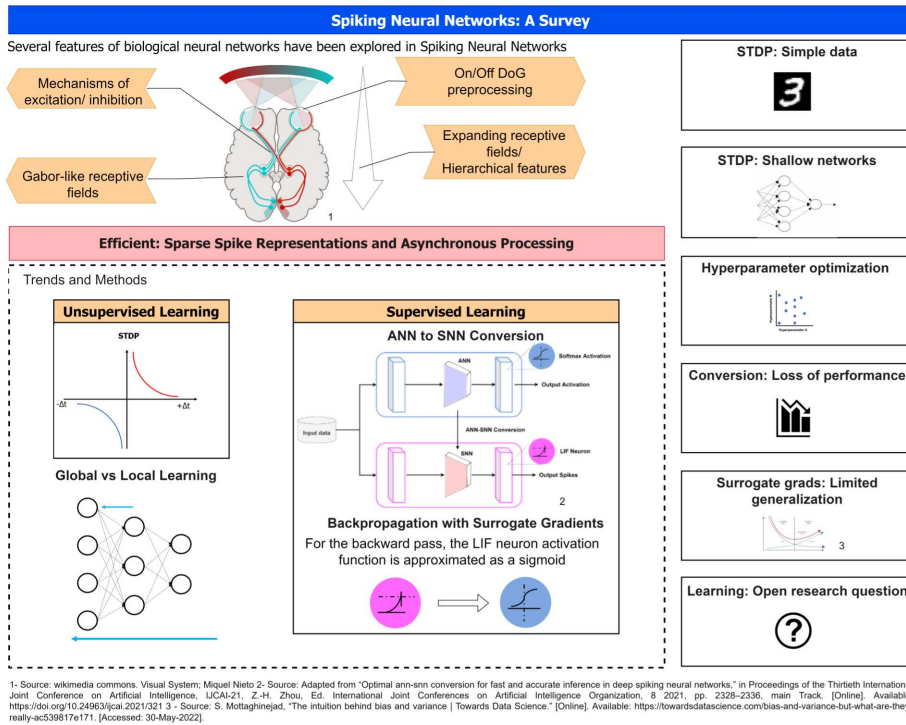 Spiking Neural Networks: A Survey
Several features of biological neural networks have been explored in Spiking Neural Networks
Mechanisms of
excitation/ inhibition
On/Off DoG
preprocessing
Gabor-like receptive
fields
Expanding receptive
fields/
Hierarchical features
1
Efficient: Sparse Spike Representations and Asynchronous Processing
Trends and Methods
Unsupervised Learning
STDP
-Δt
+Δt
Global vs Local Learning
Supervised Learning
ANN to SNN Conversion
ANN
Softmax Activation
Output Activation
Input data
ANN-SNN Conversion
SNN
LIF Neuron
Output Spikes
2
Backpropagation with Surrogate Gradients
For the backward pass, the LIF neuron activation
function is approximated as a sigmoid
STDP: Simple data
3
STDP: Shallow networks
Hyperparameter optimization
Hyperparameter B
Hyperparameter A
Conversion: Loss of performance
Surrogate grads: Limited
generalization
3
Learning: Open research question
?
1- Source: wikimedia commons. Visual System; Miquel Nieto 2- Source: Adapted from “Optimal ann-snn conversion for fast and accurate inference in deep spiking neural networks,” in Proceedings of the Thirtieth Internation
Joint Conference on Artificial Intelligence, IJCAI-21, Z.-H. Zhou, Ed. International Joint Conferences on Artificial Intelligence Organization, 8 2021, pp. 2328–2336, main Track. [Online]. Availabl
https://doi.org/10.24963/ijcai.2021/321 3 - Source: S. Mottaghinejad, “The intuition behind bias and variance | Towards Data Science.” [Online]. Available: https://towardsdatascience.com/bias-and-variance-but-what-are-they
really-ac539817e171. [Accessed: 30-May-2022].